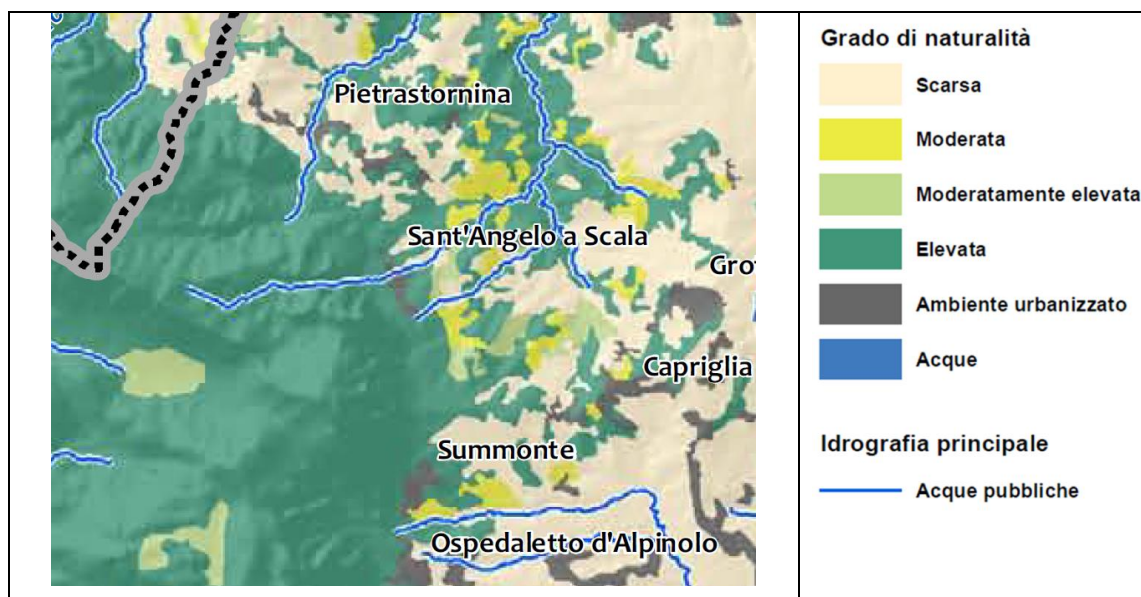 Pietrastornina
Sant'Angelo a Scala
Gro
Capriglia
Summonte
Ospedaletto d'Alpinolo
Grado di naturalità
Scarsa
Moderata
Moderatamente elevata
Elevata
Ambiente urbanizzato
Acque
Idrografia principale
Acque pubbliche